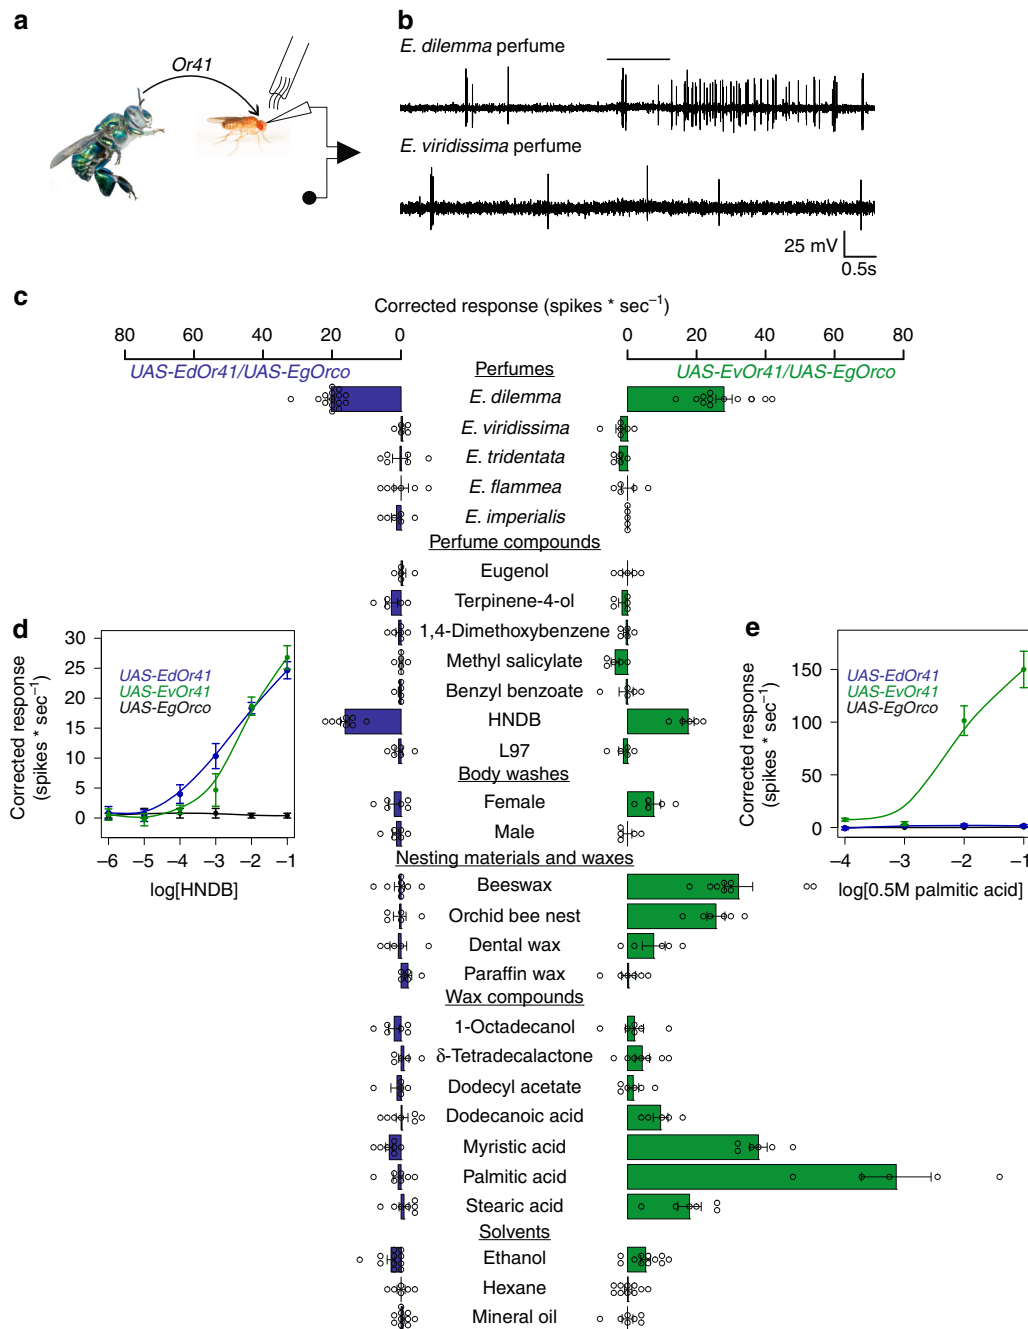 a
Or41
b
E. dilemma perfume
E. viridissima perfume
25 mV
0.5s
c
Corrected response (spikes * sec⁻¹)
80 60 40 20 0 0 20 40 60 80
UAS-EdOr41/UAS-EgOrco
Perfumes
UAS-EvOr41/UAS-EgOrco
E. dilemma
E. viridissima
E. tridentata
E. flammea
E. imperialis
Perfume compounds
Eugenol
Terpinene-4-ol
1,4-Dimethoxybenzene
Methyl salicylate
Benzyl benzoate
HNDB
L97
Body washes
Female
Male
Nesting materials and waxes
Beeswax
Orchid bee nest
Dental wax
Paraffin wax
Wax compounds
1-Octadecanol
δ-Tetradecalactone
Dodecyl acetate
Dodecanoic acid
Myristic acid
Palmitic acid
Stearic acid
Solvents
Ethanol
Hexane
Mineral oil
d
Corrected response
(spikes * sec⁻¹)
30
25
20
15
10
5
0
UAS-EdOr41
UAS-EvOr41
UAS-EgOrco
−6 −5 −4 −3 −2 −1
log[HNDB]
e
Corrected response
(spikes * sec⁻¹)
150
100
50
0
UAS-EdOr41
UAS-EvOr41
UAS-EgOrco
−4 −3 −2 −1
log[0.5M palmitic acid]